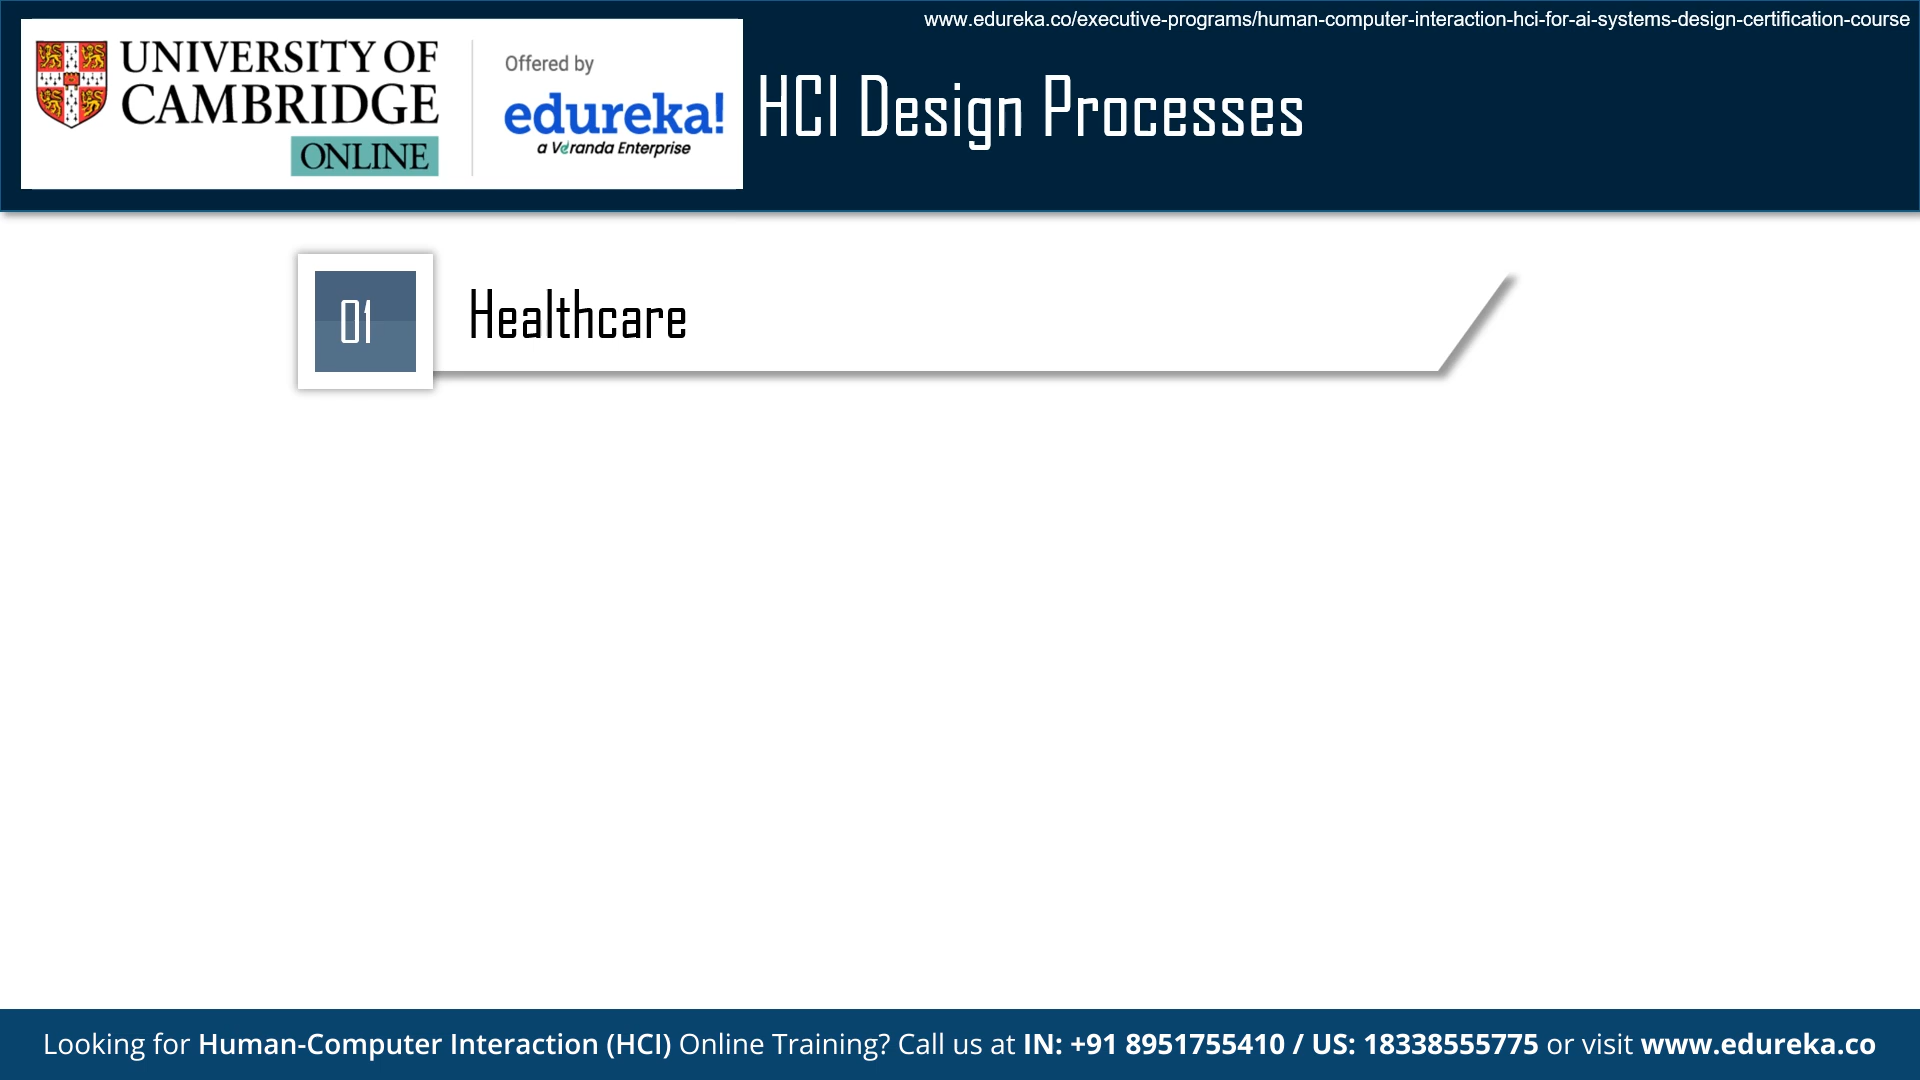 www.edureka.co/executive-programs/human-computer-interaction-hci-for-ai-systems-design-certification-course
UNIVERSITY OF
CAMBRIDGE
ONLINE
Offered by
edureka!
a Veranda Enterprise
HCI Design Processes
01
Healthcare
Looking for Human-Computer Interaction (HCI) Online Training? Call us at IN: +91 8951755410 / US: 18338555775 or visit www.edureka.co